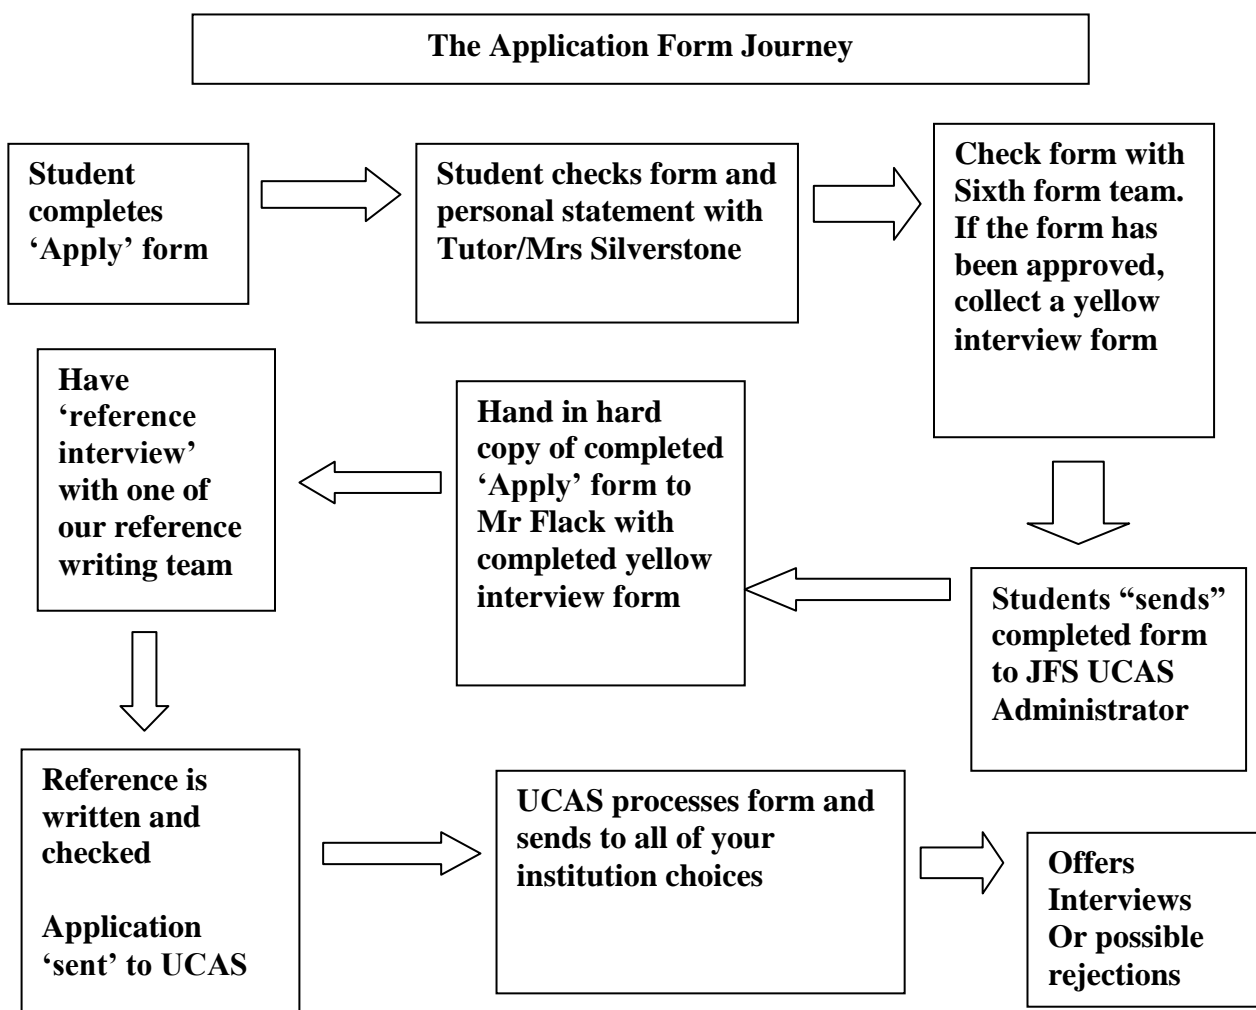 The Application Form Journey
Student
completes
‘Apply’ form
Student checks form and
personal statement with
Tutor/Mrs Silverstone
Check form with
Sixth form team.
If the form has
been approved,
collect a yellow
interview form
Students “sends”
completed form
to JFS UCAS
Administrator
Hand in hard
copy of completed
‘Apply’ form to
Mr Flack with
completed yellow
interview form
Have
‘reference
interview’
with one of
our reference
writing team
Reference is
written and
checked
Application
‘sent’ to UCAS
UCAS processes form and
sends to all of your
institution choices
Offers
Interviews
Or possible
rejections